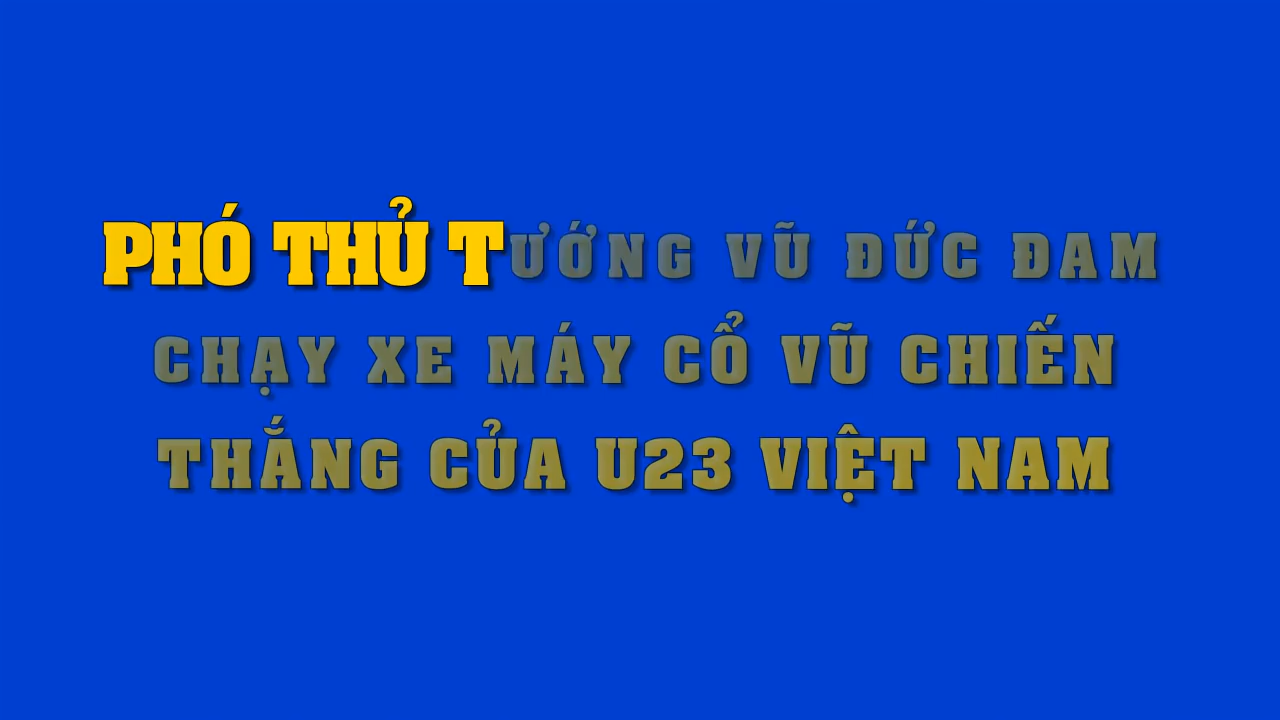 PHÓ THỦ TƯỚNG VŨ ĐỨC ĐAM
CHẠY XE MÁY CỔ VŨ CHIẾN
THẮNG CỦA U23 VIỆT NAM